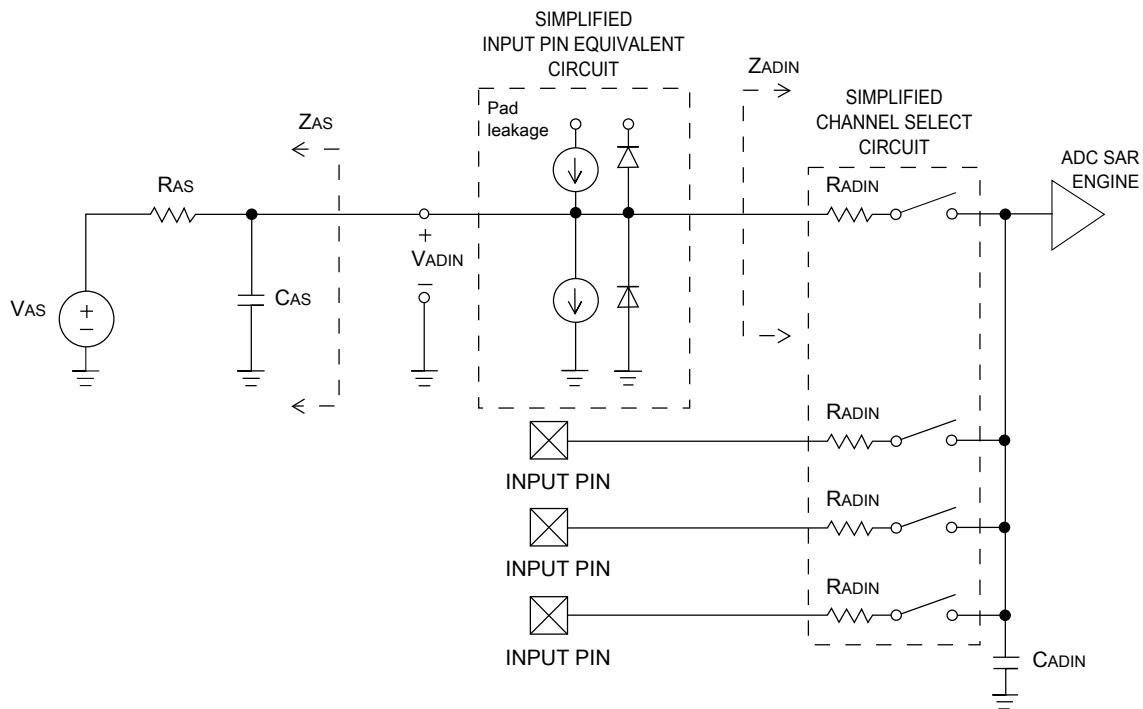 SIMPLIFIED
INPUT PIN EQUIVALENT
CIRCUIT
Pad
leakage
ZAS
ZADIN
SIMPLIFIED
CHANNEL SELECT
CIRCUIT
ADC SAR
ENGINE
RAS
RADIN
+
VADIN
−
CAS
VAS
+
−
RADIN
INPUT PIN
RADIN
INPUT PIN
RADIN
INPUT PIN
CADIN